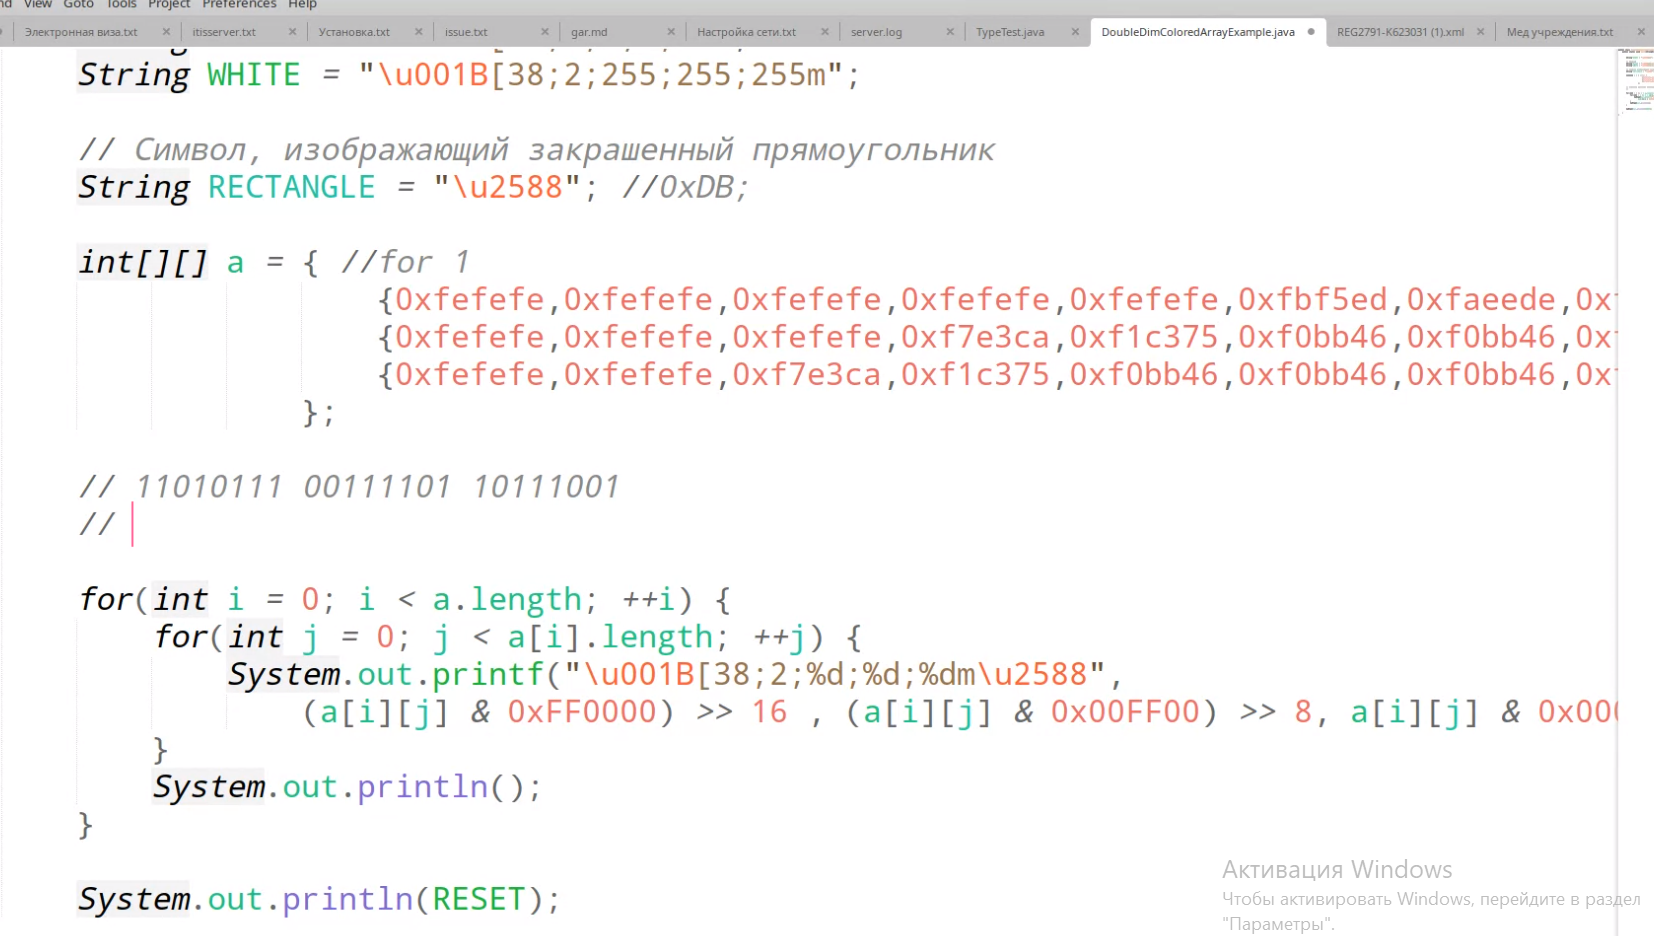 nd View Goto Tools Project Preferences Help
Электронная виза.txt × itisserver.txt × Установка.txt × issue.txt × gar.md × Настройка сети.txt × server.log × TypeTest.java × DoubleDimColoredArrayExample.java ● REG2791-K623031 (1).xml × Мед учреждения.txt ×
String WHITE = "\u001B[38;2;255;255;255m";
// Символ, изображающий закрашенный прямоугольник
String RECTANGLE = "\u2588"; //0xDB;
int[][] a = { //for 1
{0xfefefe,0xfefefe,0xfefefe,0xfefefe,0xfefefe,0xfbf5ed,0xfaeede,0x
{0xfefefe,0xfefefe,0xfefefe,0xf7e3ca,0xf1c375,0xf0bb46,0xf0bb46,0x
{0xfefefe,0xfefefe,0xf7e3ca,0xf1c375,0xf0bb46,0xf0bb46,0xf0bb46,0x
};
// 11010111 00111101 10111001
//
for(int i = 0; i < a.length; ++i) {
for(int j = 0; j < a[i].length; ++j) {
System.out.printf("\u001B[38;2;%d;%d;%dm\u2588",
(a[i][j] & 0xFF0000) >> 16 , (a[i][j] & 0x00FF00) >> 8, a[i][j] & 0x00
}
System.out.println();
}
System.out.println(RESET);
Активация Windows
Чтобы активировать Windows, перейдите в раздел
"Параметры".